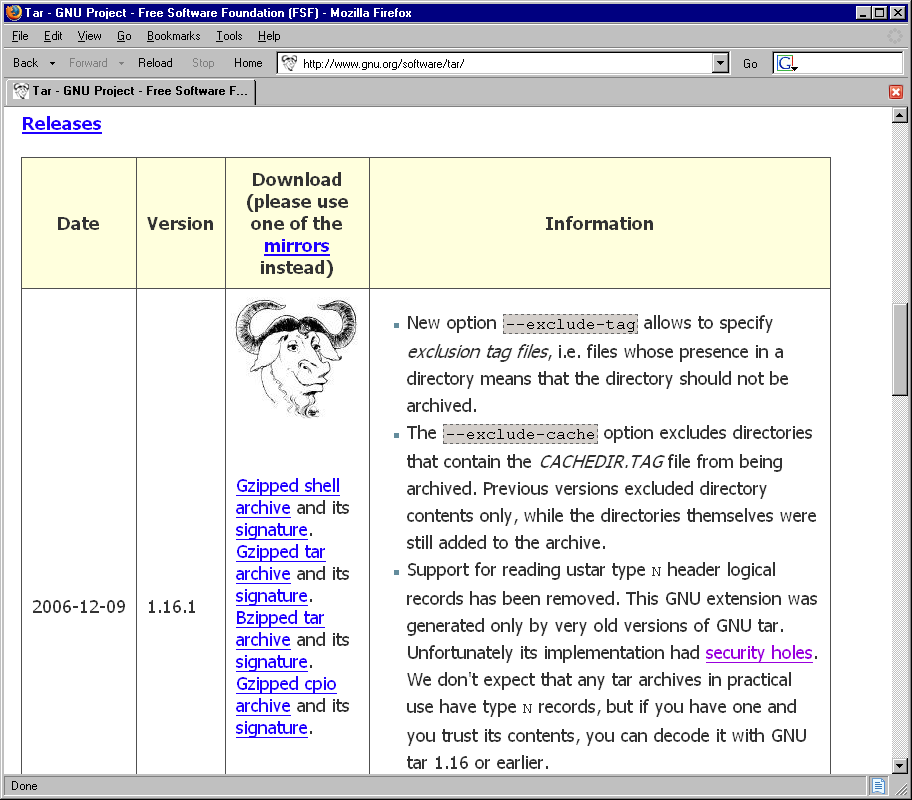 Tar - GNU Project - Free Software Foundation (FSF) - Mozilla Firefox
File Edit View Go Bookmarks Tools Help
Back Forward Reload Stop Home http://www.gnu.org/software/tar/ Go G
Tar - GNU Project - Free Software F...
Releases
Date
Version
Download
(please use
one of the
mirrors
instead)
Information
2006-12-09
1.16.1
Gzipped shell
archive and its
signature.
Gzipped tar
archive and its
signature.
Bzipped tar
archive and its
signature.
Gzipped cpio
archive and its
signature.
New option --exclude-tag allows to specify
exclusion tag files, i.e. files whose presence in a
directory means that the directory should not be
archived.
The --exclude-cache option excludes directories
that contain the CACHEDIR.TAG file from being
archived. Previous versions excluded directory
contents only, while the directories themselves were
still added to the archive.
Support for reading ustar type N header logical
records has been removed. This GNU extension was
generated only by very old versions of GNU tar.
Unfortunately its implementation had security holes.
We don't expect that any tar archives in practical
use have type N records, but if you have one and
you trust its contents, you can decode it with GNU
tar 1.16 or earlier.
Done